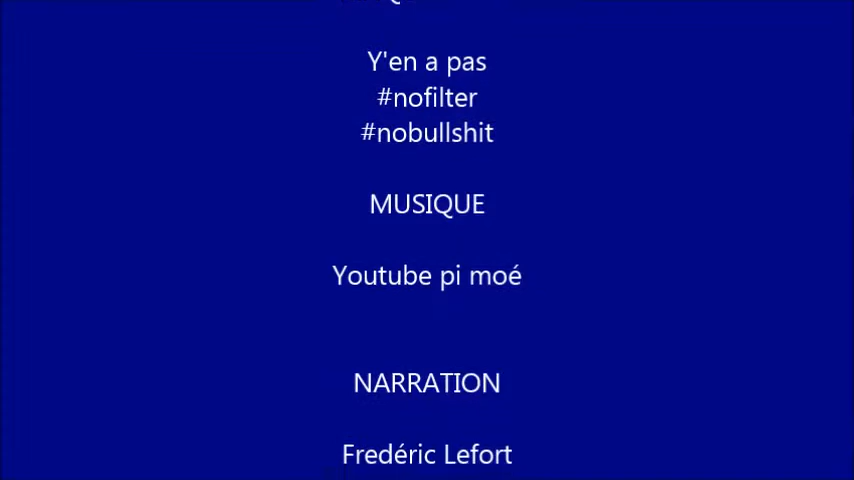 Y'en a pas
#nofilter
#nobullshit
MUSIQUE
Youtube pi moé
NARRATION
Fredéric Lefort